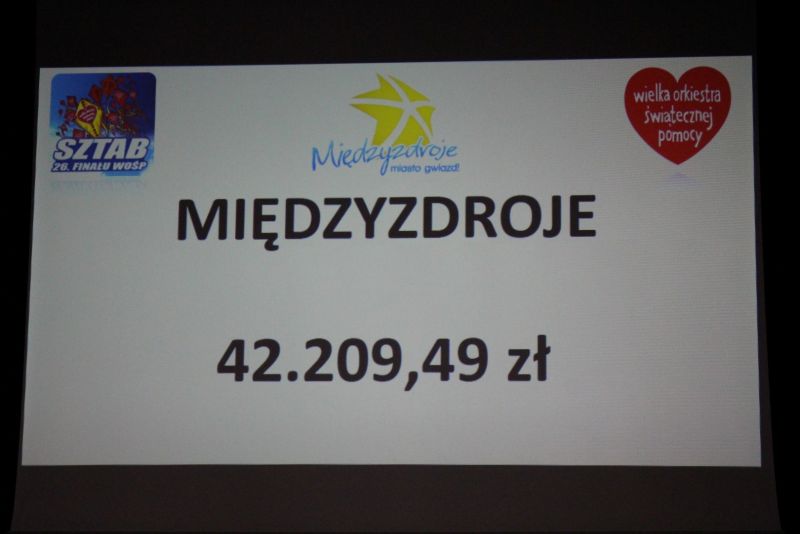 SZTAB
26. FINAŁU WOŚP
Międzyzdroje
miasto gwiazd!
wielka orkiestra
świątecznej
pomocy
MIĘDZYZDROJE
42.209,49 zł